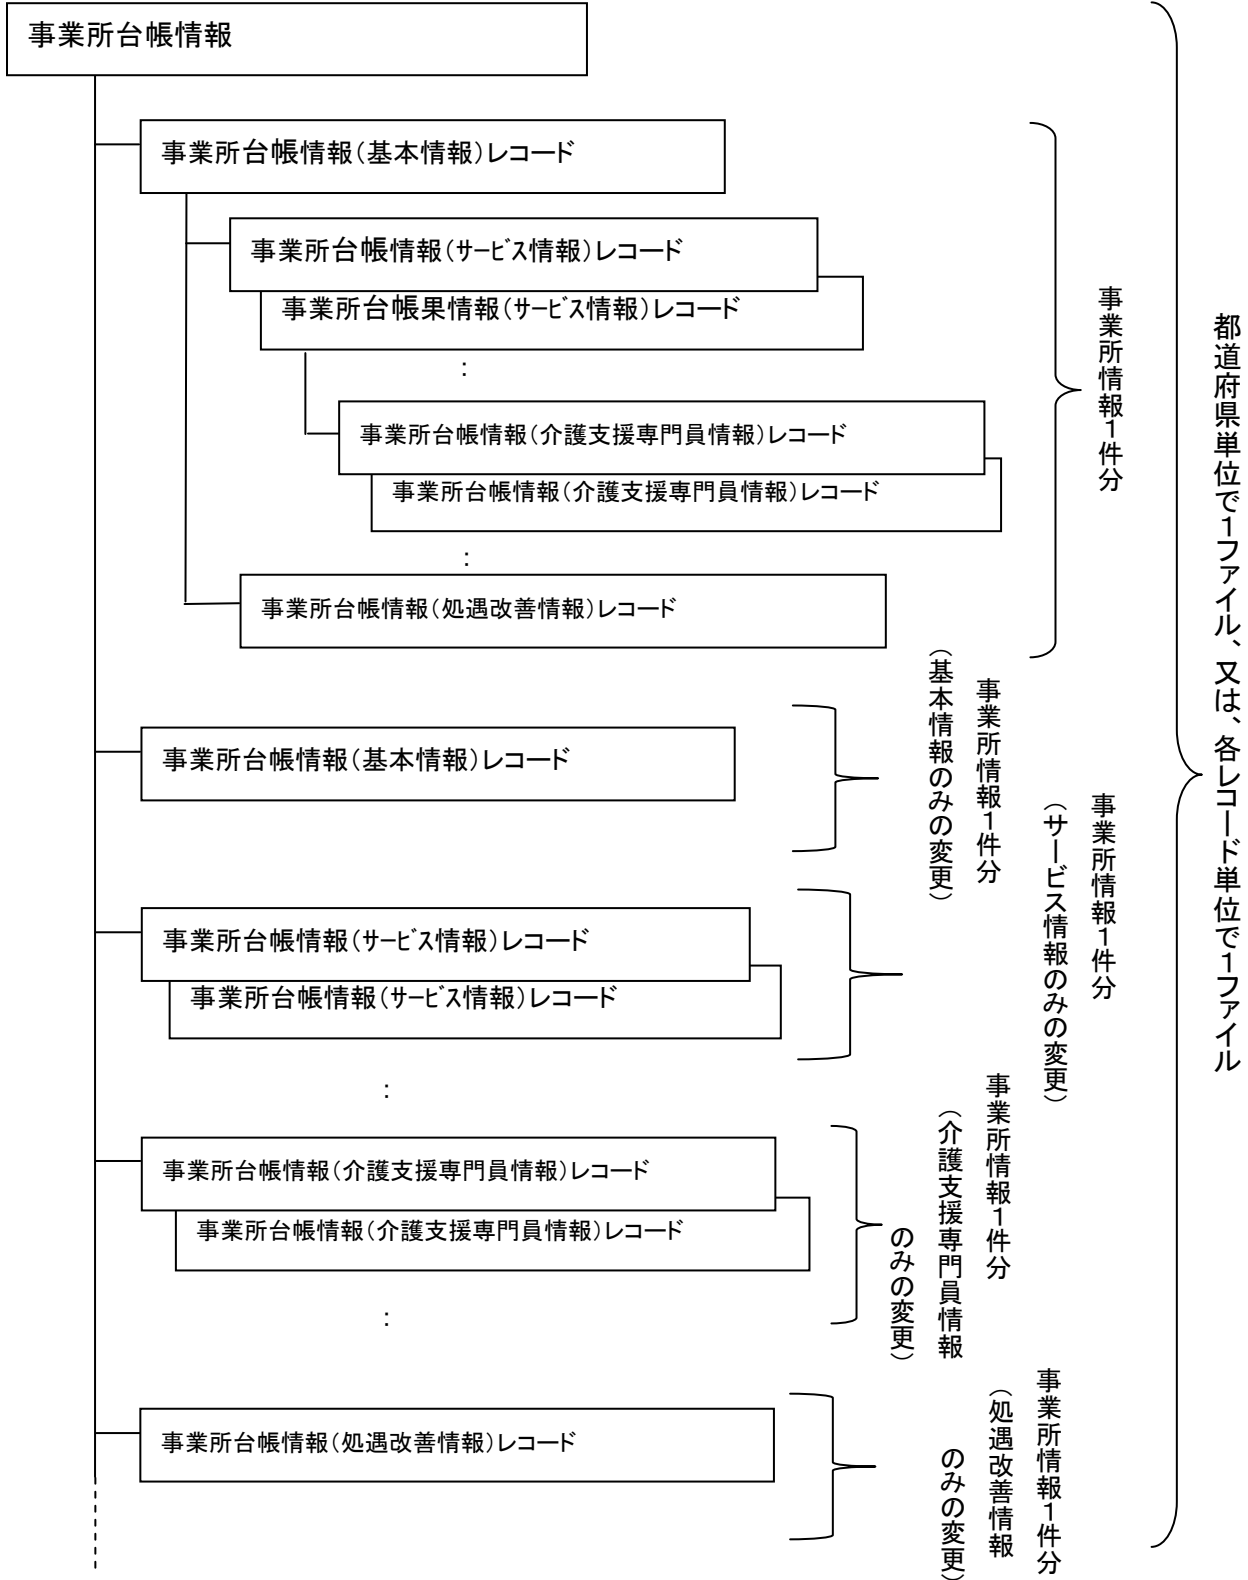 事業所台帳情報
事業所台帳情報（基本情報）レコード
事業所台帳情報（ｻｰﾋﾞｽ情報）レコード
事業所台帳果情報（ｻｰﾋﾞｽ情報）レコード
：
事業所台帳情報（介護支援専門員情報）レコード
事業所台帳情報（介護支援専門員情報）レコード
：
事業所台帳情報（処遇改善情報）レコード
事業所情報１件分
事業所台帳情報（基本情報）レコード
事業所情報１件分
（基本情報のみの変更）
事業所台帳情報（ｻｰﾋﾞｽ情報）レコード
事業所台帳情報（ｻｰﾋﾞｽ情報）レコード
：
事業所情報１件分
（サービス情報のみの変更）
事業所台帳情報（介護支援専門員情報）レコード
事業所台帳情報（介護支援専門員情報）レコード
：
事業所情報１件分
（介護支援専門員情報
のみの変更）
事業所台帳情報（処遇改善情報）レコード
事業所情報１件分
（処遇改善情報
のみの変更）
都道府県単位で１ファイル、又は、各レコード単位で１ファイル